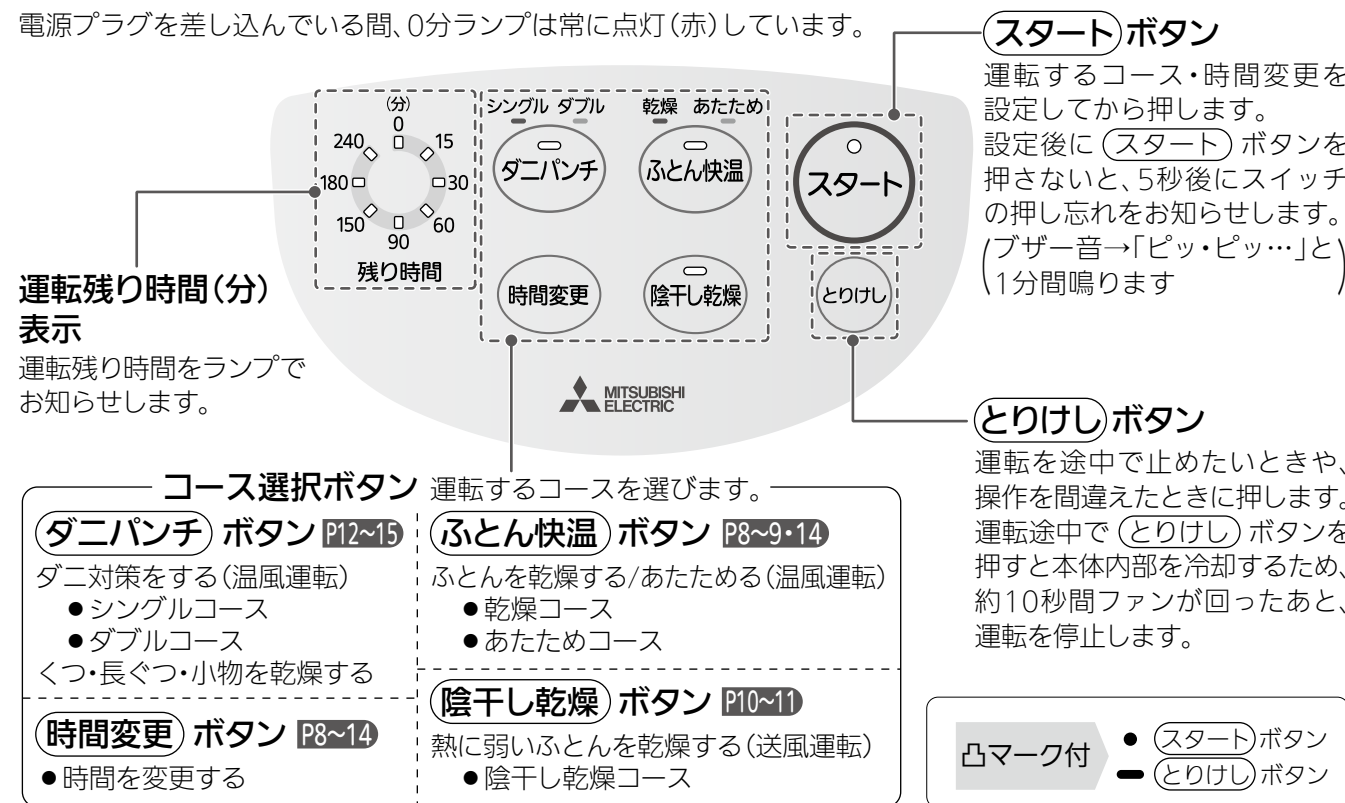 電源プラグを差し込んでいる間、0分ランプは常に点灯(赤)しています。
(分)
0
15
30
60
90
150
180
240
残り時間
運転残り時間(分)
表示
運転残り時間をランプで
お知らせします。
シングル ダブル
ダニパンチ
乾燥 あたため
ふとん快温
時間変更
陰干し乾燥
スタート
とりけし
MITSUBISHI
ELECTRIC
スタートボタン
運転するコース・時間変更を
設定してから押します。
設定後に スタート ボタンを
押さないと、5秒後にスイッチ
の押し忘れをお知らせします。
(ブザー音→「ピッ・ピッ…」と
1分間鳴ります)
とりけしボタン
運転を途中で止めたいときや、
操作を間違えたときに押します。
運転途中で とりけし ボタンを
押すと本体内部を冷却するため、
約10秒間ファンが回ったあと、
運転を停止します。
コース選択ボタン 運転するコースを選びます。
ダニパンチ ボタン P12~15
ダニ対策をする(温風運転)
●シングルコース
●ダブルコース
くつ・長ぐつ・小物を乾燥する
時間変更 ボタン P8~14
●時間を変更する
ふとん快温 ボタン P8~9・14
ふとんを乾燥する/あたためる(温風運転)
●乾燥コース
●あたためコース
陰干し乾燥 ボタン P10~11
熱に弱いふとんを乾燥する(送風運転)
●陰干し乾燥コース
凸マーク付
● スタートボタン
━ とりけしボタン